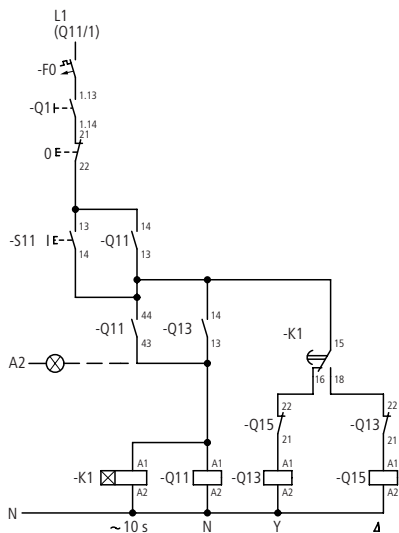 L1
(Q11/1)
-F0
1.13
-Q1
1.14
21
0 E
22
13
14
-S11
I E
-Q11
14
13
44
14
-Q11
-Q13
43
13
-K1
15
16
18
A2
22
22
-Q15
-Q13
21
21
A1
A1
A1
A1
-K1
-Q11
-Q13
-Q15
A2
A2
A2
A2
N
~10 s
N
Y
Δ